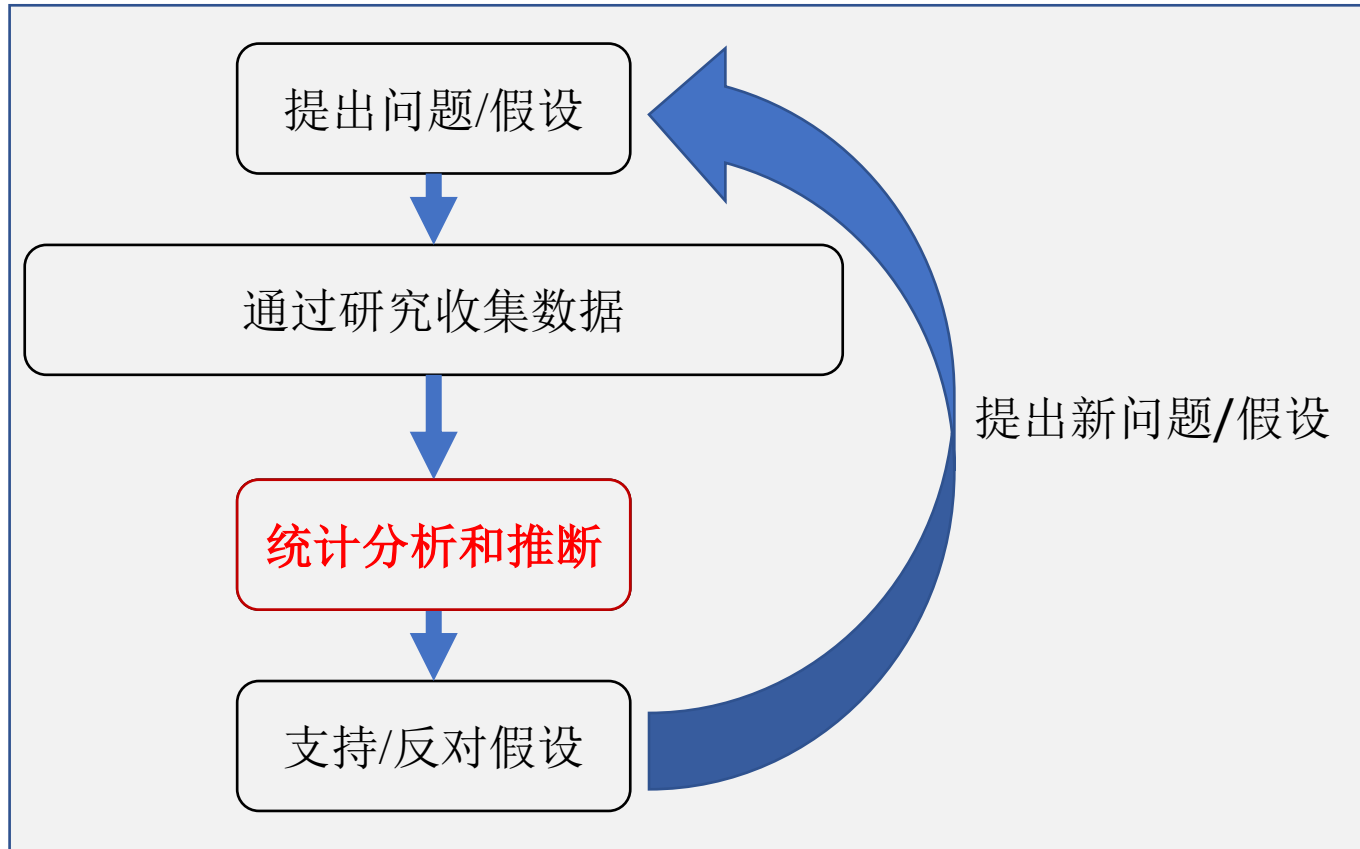 提出问题/假设
通过研究收集数据
提出新问题/假设
统计分析和推断
支持/反对假设